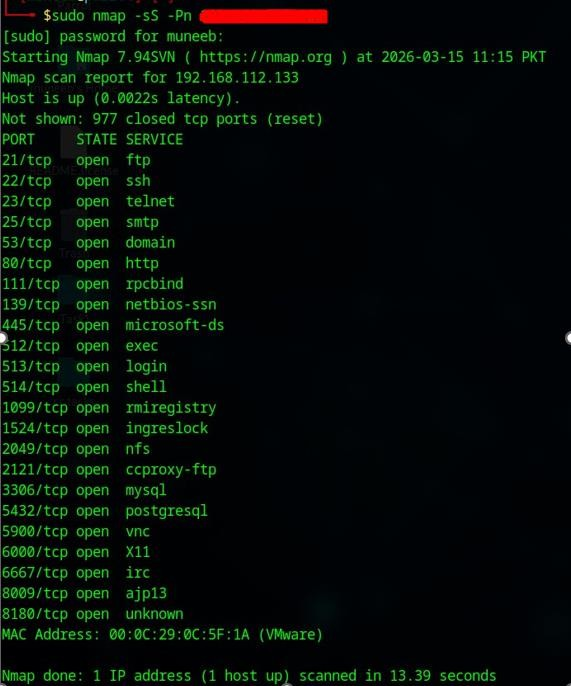 $sudo nmap -sS -Pn
[sudo] password for muneeb:
Starting Nmap 7.94SVN ( https://nmap.org ) at 2026-03-15 11:15 PKT
Nmap scan report for 192.168.112.133
Host is up (0.0022s latency).
Not shown: 977 closed tcp ports (reset)
PORT STATE SERVICE
21/tcp open ftp
22/tcp open ssh
23/tcp open telnet
25/tcp open smtp
53/tcp open domain
80/tcp open http
111/tcp open rpcbind
139/tcp open netbios-ssn
445/tcp open microsoft-ds
512/tcp open exec
513/tcp open login
514/tcp open shell
1099/tcp open rmiregistry
1524/tcp open ingreslock
2049/tcp open nfs
2121/tcp open ccproxy-ftp
3306/tcp open mysql
5432/tcp open postgresql
5900/tcp open vnc
6000/tcp open X11
6667/tcp open irc
8009/tcp open ajp13
8180/tcp open unknown
MAC Address: 00:0C:29:0C:5F:1A (VMware)
Nmap done: 1 IP address (1 host up) scanned in 13.39 seconds